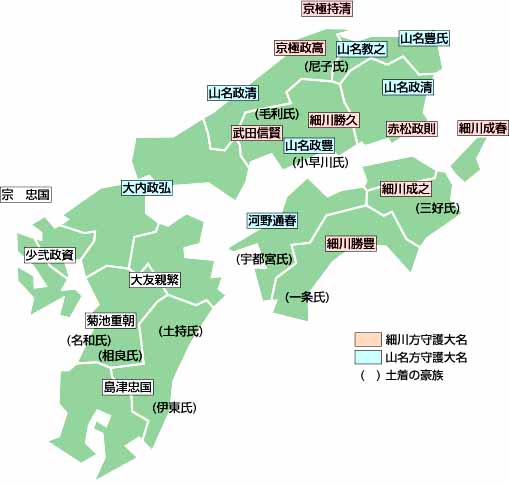 京極持清
京極政高
山名教之
山名豊氏
(尼子氏)
山名政清
山名政清
(毛利氏)
細川勝久
武田信賢
赤松政則
細川成春
山名政豊
(小早川氏)
宗　忠国
大内政弘
細川成之
(三好氏)
河野通春
細川勝豊
少弐政資
(宇都宮氏)
大友親繁
(一条氏)
菊池重朝
(土持氏)
(名和氏)
(相良氏)
細川方守護大名
山名方守護大名
(　)土着の豪族
島津忠国
(伊東氏)